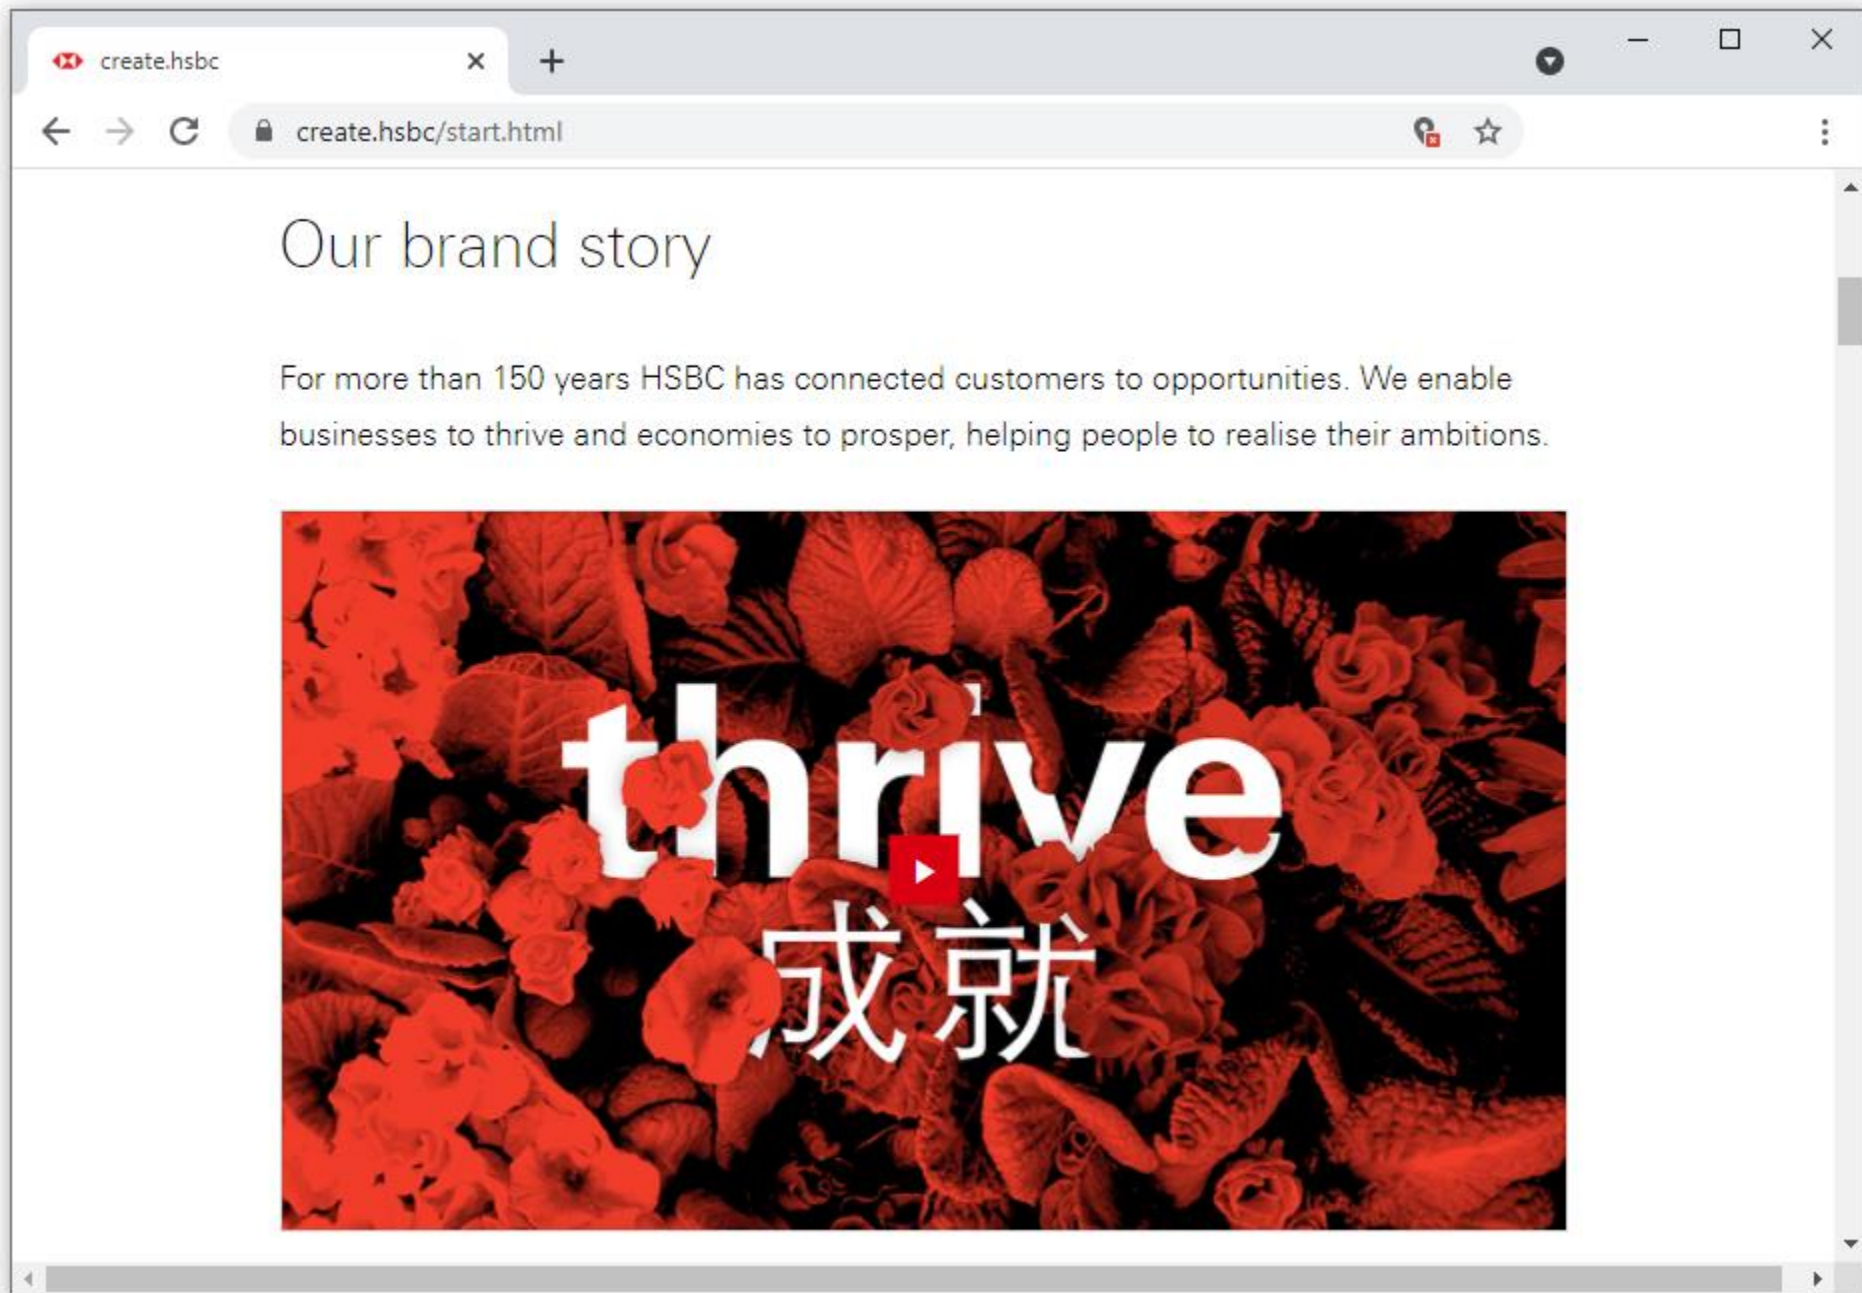 create.hsbc
create.hsbc/start.html
Our brand story
For more than 150 years HSBC has connected customers to opportunities. We enable
businesses to thrive and economies to prosper, helping people to realise their ambitions.
thrive
成就